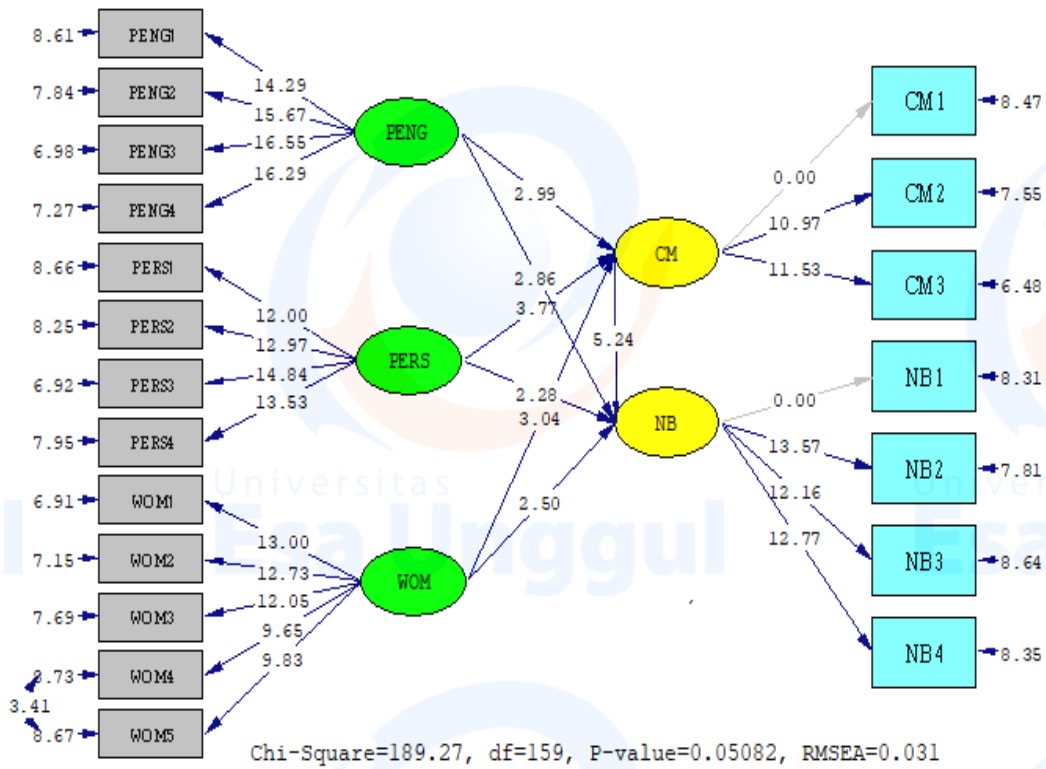 8.61 PENG1
7.84 PENG2
6.98 PENG3
7.27 PENG4
8.66 PERS1
8.25 PERS2
6.92 PERS3
7.95 PERS4
6.91 WOM1
7.15 WOM2
7.69 WOM3
8.73 WOM4
3.41
8.67 WOM5
14.29
15.67
16.55
16.29
12.00
12.97
14.84
13.53
13.00
12.73
12.05
9.65
9.83
PENG
PERS
WOM
2.99
2.86
3.77
5.24
2.28
3.04
2.50
CM
NB
0.00
10.97
11.53
0.00
13.57
12.16
12.77
CM1 8.47
CM2 7.55
CM3 6.48
NB1 8.31
NB2 7.81
NB3 8.64
NB4 8.35
Universitas
Esa Unggul
Esa
Chi-Square=189.27, df=159, P-value=0.05082, RMSEA=0.031